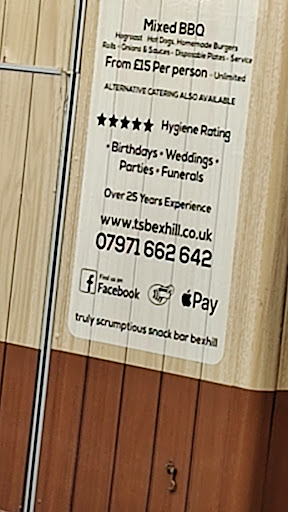 Mixed BBQ
Hogroast · Hot Dogs, Homemade Burgers
Rolls · Onions & Sauces · Disposable Plates · Service
From £15 Per person · Unlimited
ALTERNATIVE CATERING ALSO AVAILABLE
★★★★★ Hygiene Rating
• Birthdays • Weddings •
Parties • Funerals
Over 25 Years Experience
www.tsbexhill.co.uk
07971 662 642
f Find us on
Facebook
Pay
truly scrumptious snack bar bexhill